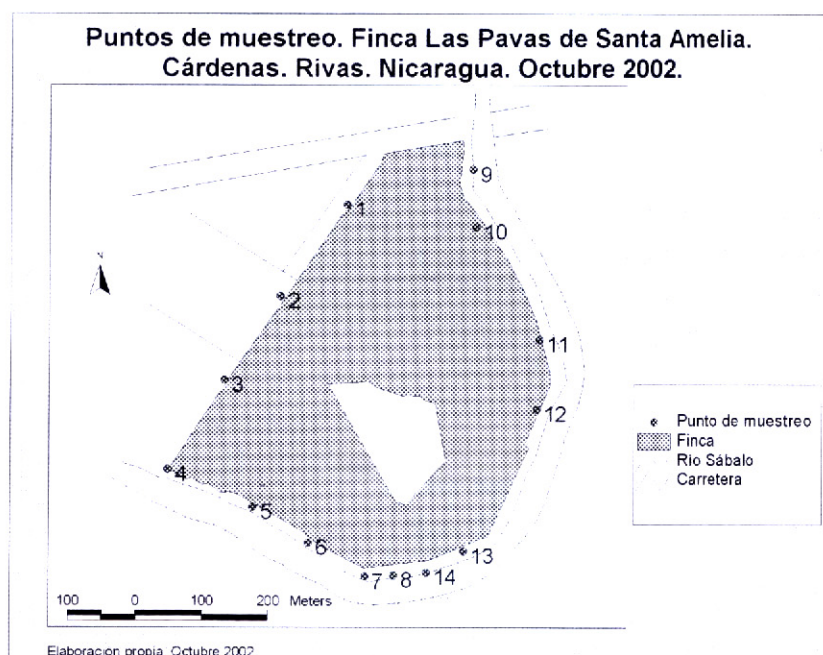 Puntos de muestreo. Finca Las Pavas de Santa Amelia.
Cárdenas. Rivas. Nicaragua. Octubre 2002.
9
1
10
N
2
11
3
12
Punto de muestreo
Finca
Rio Sábalo
Carretera
4
5
6
13
7
8
14
100 0 100 200 Meters
Elaboracion propia. Octubre 2002